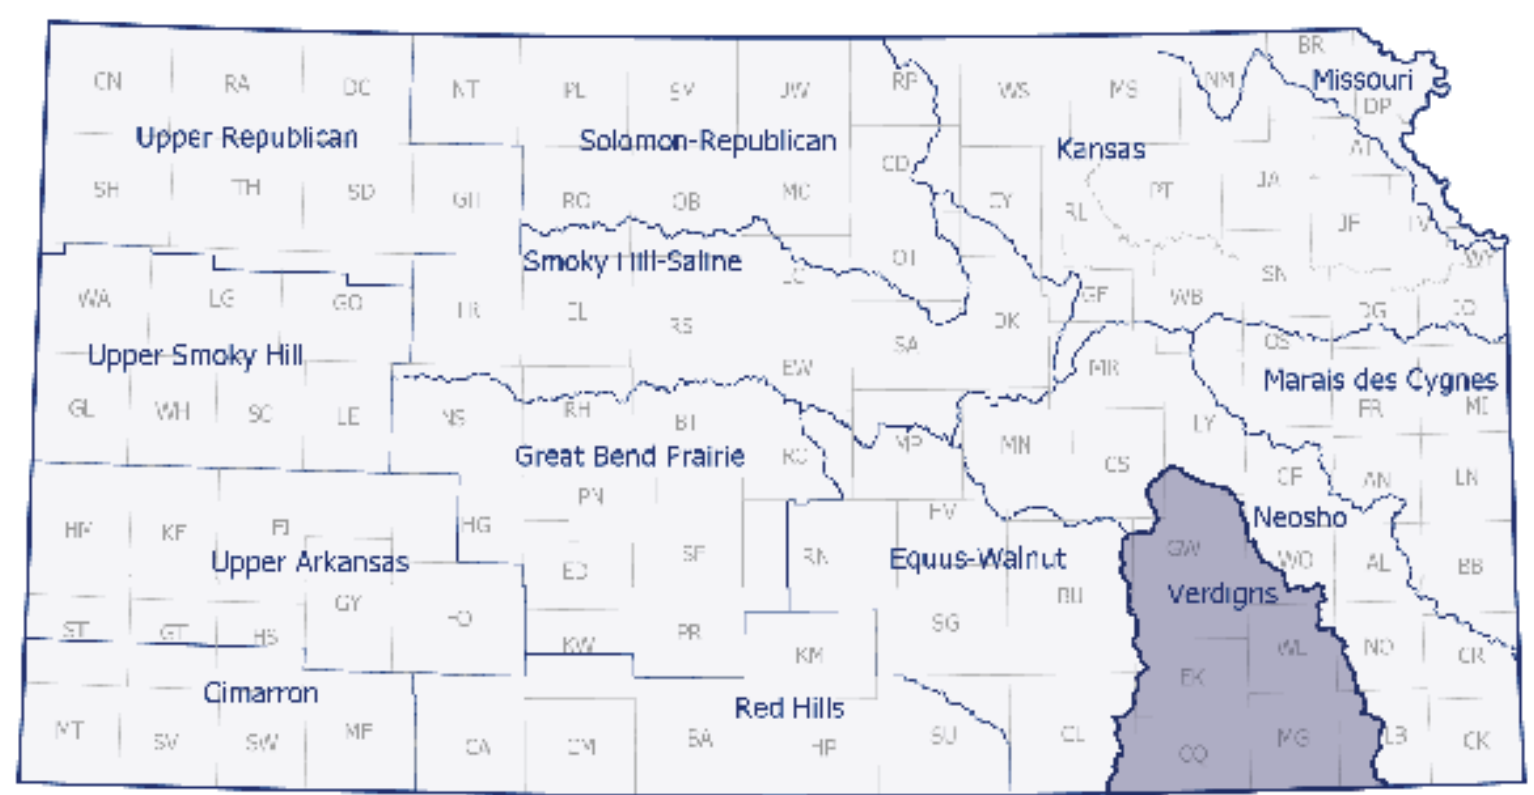 BR
CN RA DC NT PL SM JW RP WS MS NM Missouri
DP
Upper Republican Solomon-Republican Kansas
CD AT
SH TH SD GH RO OB MC CY RL PT JA JF LV
Smoky Hill-Saline OT SN WY
WA LG GO TR EL RS LC SA DK GE WB DG JO
Upper Smoky Hill EW MR OS Marais des Cygnes
GL WH SC LE NS RH BT RC MP MN CS LY FR MI
Great Bend Prairie CF AN LN
PN HV Neosho
HM KE FI HG
Upper Arkansas ED SF RN Equus-Walnut GW WO AL BB
GY FO BU Verdigris
ST GT HS KW PR KM SG EK WL NO CR
Cimarron Red Hills
MT SV SW ME CA CM BA HP SU CL CQ MG LB CK